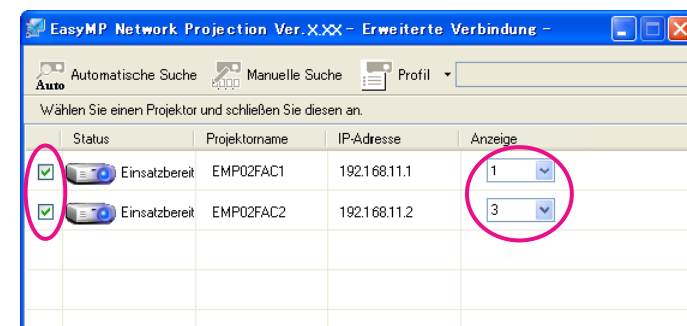 EasyMP Network Projection Ver.X.XX - Erweiterte Verbindung -
Auto Automatische Suche Manuelle Suche Profil
Wählen Sie einen Projektor und schließen Sie diesen an.
Status Projektorname IP-Adresse Anzeige
Einsatzbereit EMP02FAC1 192.168.11.1 1
Einsatzbereit EMP02FAC2 192.168.11.2 3